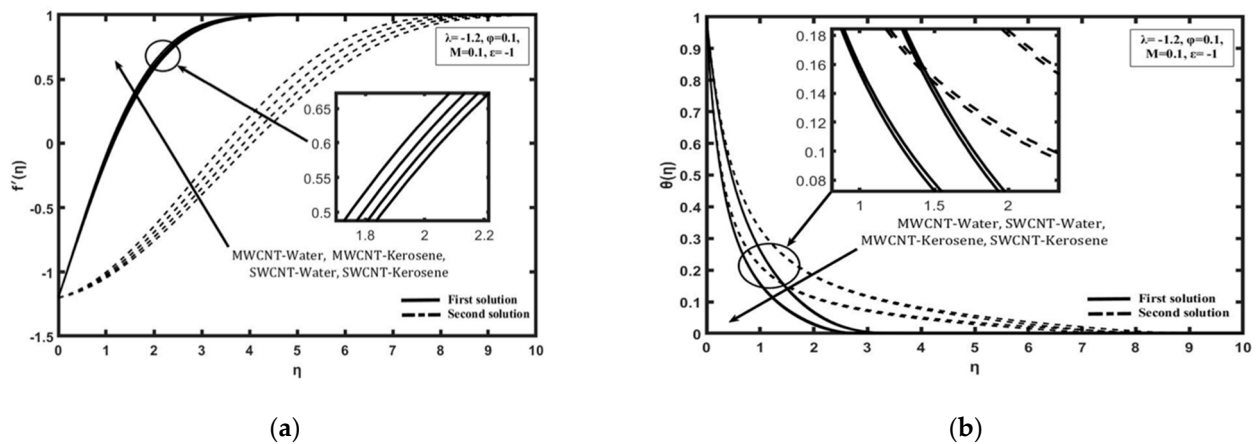 1
0.5
0
-0.5
-1
-1.5
f′(η)
λ= -1.2, φ=0.1,
M=0.1, ε= -1
0.65
0.6
0.55
0.5
1.8
2
2.2
MWCNT-Water, MWCNT-Kerosene,
SWCNT-Water, SWCNT-Kerosene
First solution
Second solution
0 1 2 3 4 5 6 7 8 9 10
η
(a)
1
0.9
0.8
0.7
0.6
0.5
0.4
0.3
0.2
0.1
0
θ(η)
λ= -1.2, φ=0.1,
M=0.1, ε= -1
0.18
0.16
0.14
0.12
0.1
0.08
1
1.5
2
MWCNT-Water, SWCNT-Water,
MWCNT-Kerosene, SWCNT-Kerosene
First solution
Second solution
0 1 2 3 4 5 6 7 8 9 10
η
(b)